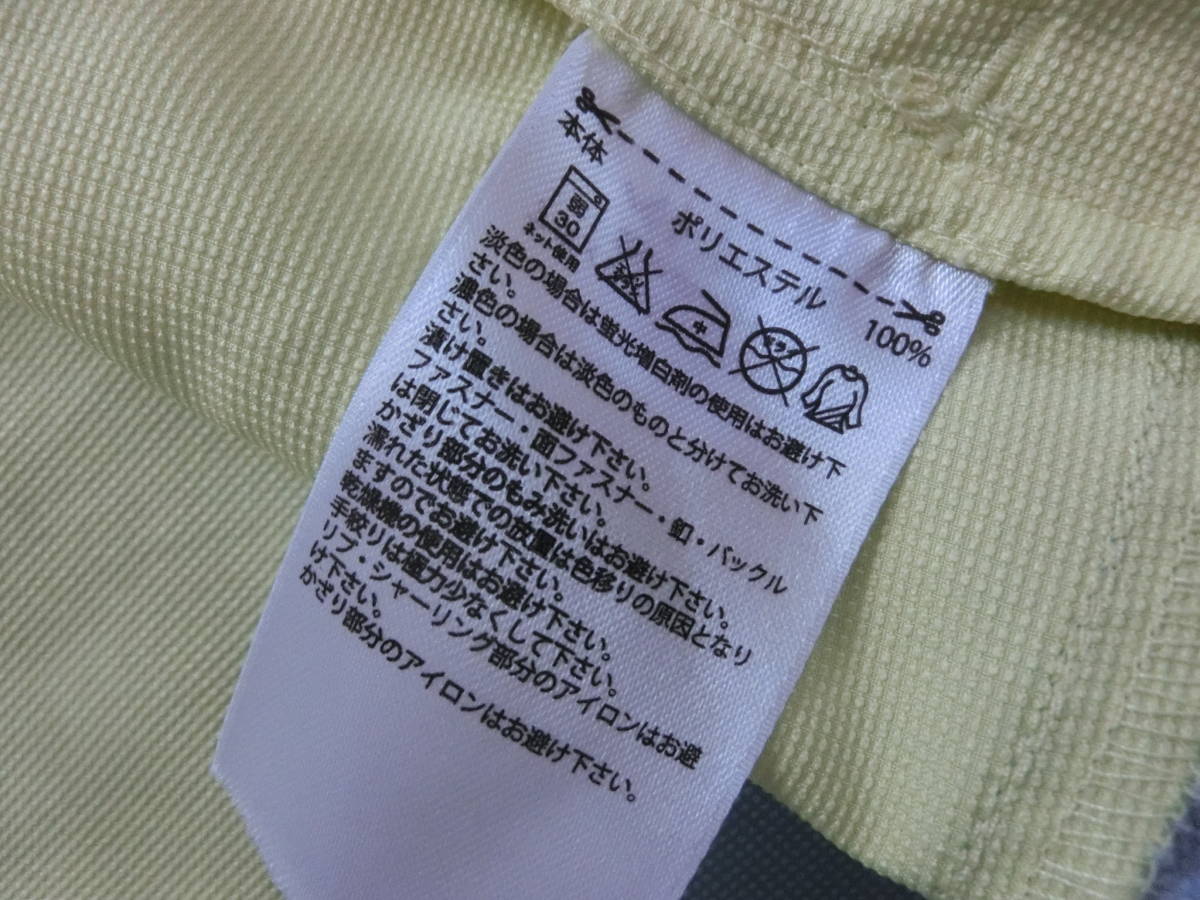 本体
ポリエステル 100%
弱
30
ネット使用
エンソ
サラシ
中
ドライ
淡色の場合は蛍光増白剤の使用はお避け下
さい。
濃色の場合は淡色のものと分けてお洗い下
さい。
漬け置きはお避け下さい。
ファスナー・面ファスナー・釦・バックル
は閉じてお洗い下さい。
かざり部分のもみ洗いはお避け下さい。
濡れた状態での放置は色移りの原因となり
ますのでお避け下さい。
乾燥機の使用はお避け下さい。
手絞りは極力少なくして下さい。
リブ・シャーリング部分のアイロンはお避
け下さい。
かざり部分のアイロンはお避け下さい。